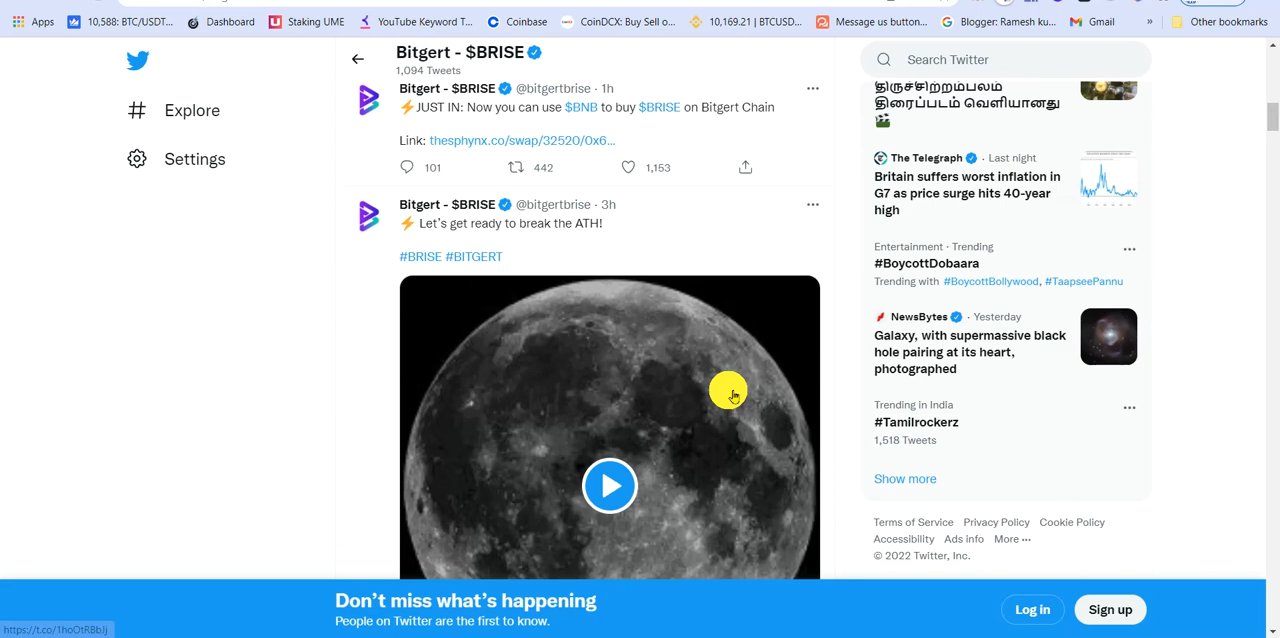 Apps
10,588: BTC/USDT...
Dashboard
Staking UME
YouTube Keyword T...
Coinbase
CoinDCX: Buy Sell o...
10,169.21 | BTCUSD...
Message us button...
Blogger: Ramesh ku...
Gmail
»
Other bookmarks
Explore
Settings
Bitgert - $BRISE
1,094 Tweets
Bitgert - $BRISE @bitgertbrise · 1h
⚡JUST IN: Now you can use $BNB to buy $BRISE on Bitgert Chain
Link: thesphynx.co/swap/32520/0x6...
101 442 1,153
Bitgert - $BRISE @bitgertbrise · 3h
⚡ Let's get ready to break the ATH!
#BRISE #BITGERT
Search Twitter
திருச்சிற்றம்பலம்
திரைப்படம் வெளியானது
The Telegraph · Last night
Britain suffers worst inflation in
G7 as price surge hits 40-year
high
Entertainment · Trending
#BoycottDobaara
Trending with #BoycottBollywood, #TaapseePannu
NewsBytes · Yesterday
Galaxy, with supermassive black
hole pairing at its heart,
photographed
Trending in India
#Tamilrockerz
1,518 Tweets
Show more
Terms of Service Privacy Policy Cookie Policy
Accessibility Ads info More ···
© 2022 Twitter, Inc.
Don't miss what's happening
People on Twitter are the first to know.
Log in
Sign up
https://t.co/1hoOtRBbJj